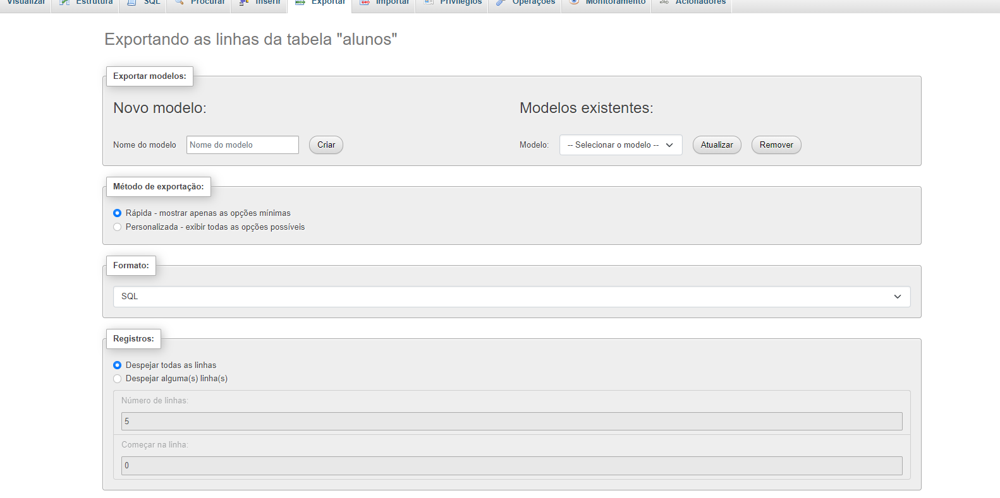 Visualizar Estrutura SQL Procurar Inserir Exportar Importar Privilégios Operações Monitoramento Acionadores
Exportando as linhas da tabela "alunos"
Exportar modelos:
Novo modelo:
Modelos existentes:
Nome do modelo Nome do modelo Criar
Modelo: -- Selecionar o modelo -- Atualizar Remover
Método de exportação:
Rápida - mostrar apenas as opções mínimas
Personalizada - exibir todas as opções possíveis
Formato:
SQL
Registros:
Despejar todas as linhas
Despejar alguma(s) linha(s)
Número de linhas:
5
Começar na linha:
0